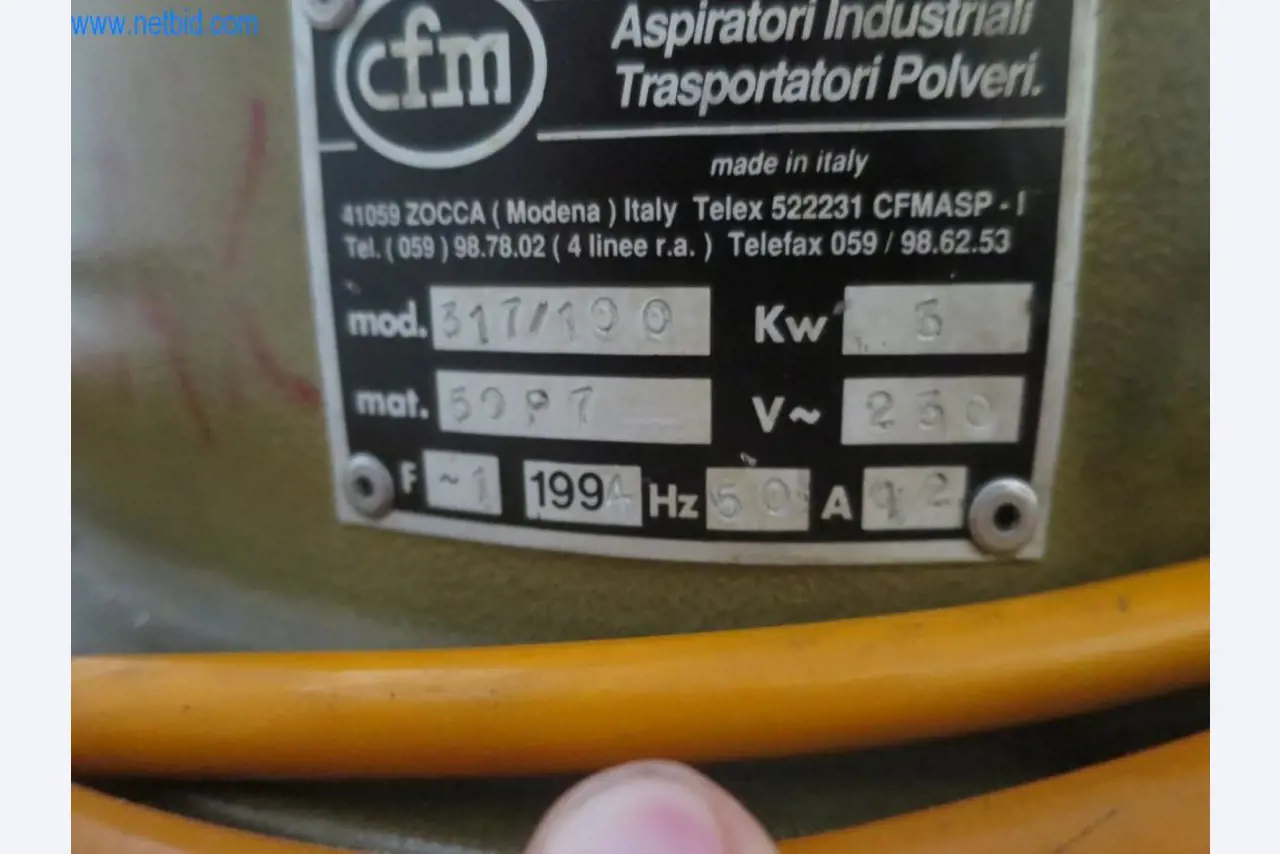 www.netbid.com
cfm
Aspiratori Industriali
Trasportatori Polveri.
made in italy
41059 ZOCCA ( Modena ) Italy Telex 522231 CFMASP - I
Tel. ( 059 ) 98.78.02 ( 4 linee r.a. ) Telefax 059 / 98.62.53
mod. 317/100 Kw 3
mat. V~ 230
F ~1 1994 Hz 50 A 12